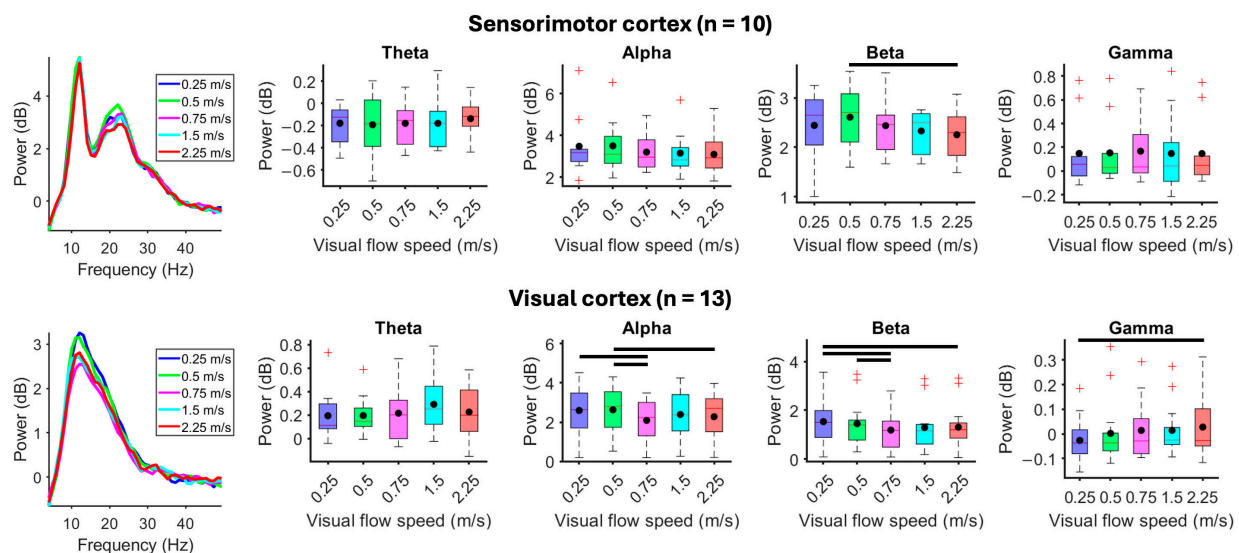 Sensorimotor cortex (n = 10)
Theta
Alpha
Beta
Gamma
Power (dB)
4
2
0
10 20 30 40
Frequency (Hz)
0.25 m/s
0.5 m/s
0.75 m/s
1.5 m/s
2.25 m/s
Power (dB)
0.2
0
−0.2
−0.4
−0.6
0.25 0.5 0.75 1.5 2.25
Visual flow speed (m/s)
Power (dB)
6
4
2
0.25 0.5 0.75 1.5 2.25
Visual flow speed (m/s)
Power (dB)
3
2
1
0.25 0.5 0.75 1.5 2.25
Visual flow speed (m/s)
Power (dB)
0.8
0.6
0.4
0.2
0
−0.2
0.25 0.5 0.75 1.5 2.25
Visual flow speed (m/s)
Visual cortex (n = 13)
Theta
Alpha
Beta
Gamma
Power (dB)
3
2
1
0
10 20 30 40
Frequency (Hz)
0.25 m/s
0.5 m/s
0.75 m/s
1.5 m/s
2.25 m/s
Power (dB)
0.8
0.6
0.4
0.2
0
0.25 0.5 0.75 1.5 2.25
Visual flow speed (m/s)
Power (dB)
6
4
2
0
0.25 0.5 0.75 1.5 2.25
Visual flow speed (m/s)
Power (dB)
4
2
0
0.25 0.5 0.75 1.5 2.25
Visual flow speed (m/s)
Power (dB)
0.3
0.2
0.1
0
−0.1
0.25 0.5 0.75 1.5 2.25
Visual flow speed (m/s)